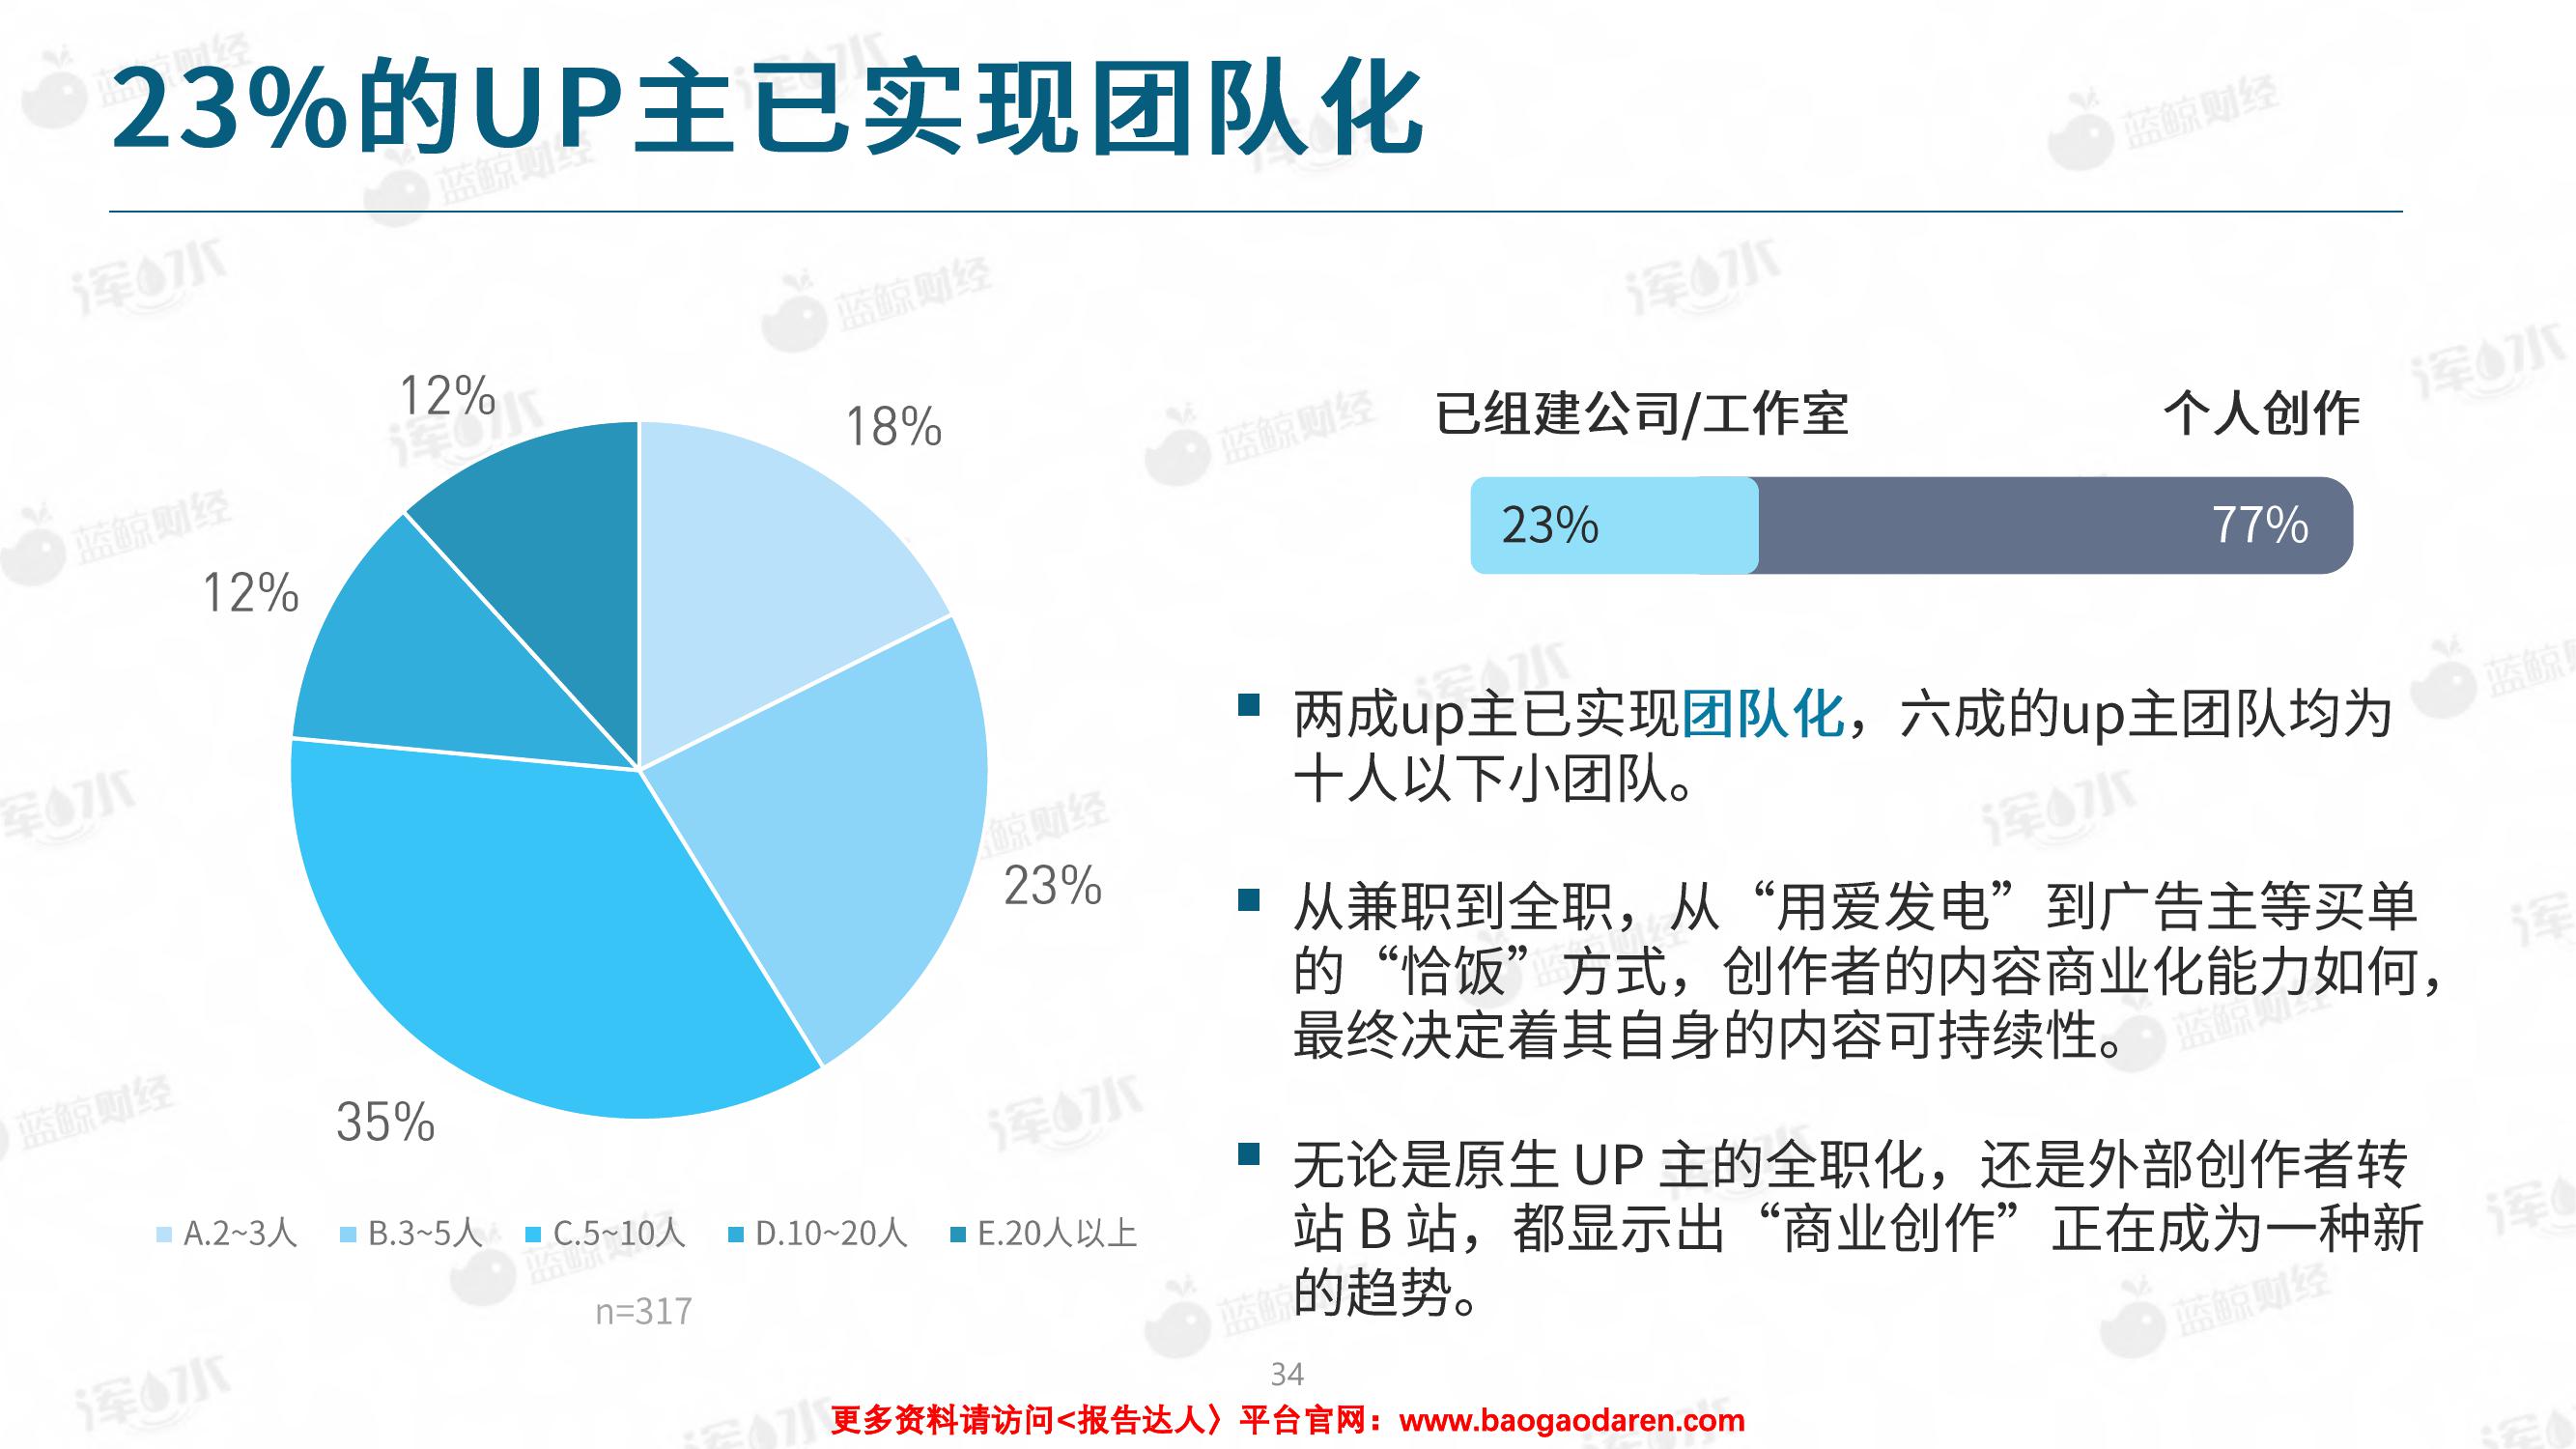 23%的UP主已实现团队化
12%
18%
12%
23%
35%
A.2~3人
B.3~5人
C.5~10人
D.10~20人
E.20人以上
n=317
已组建公司/工作室
个人创作
23%
77%
两成up主已实现团队化，六成的up主团队均为
十人以下小团队。
从兼职到全职，从“用爱发电”到广告主等买单
的“恰饭”方式，创作者的内容商业化能力如何，
最终决定着其自身的内容可持续性。
无论是原生 UP 主的全职化，还是外部创作者转
站 B 站，都显示出“商业创作”正在成为一种新
的趋势。
34
更多资料请访问<报告达人〉平台官网：www.baogaodaren.com
蓝鲸财经
浑水